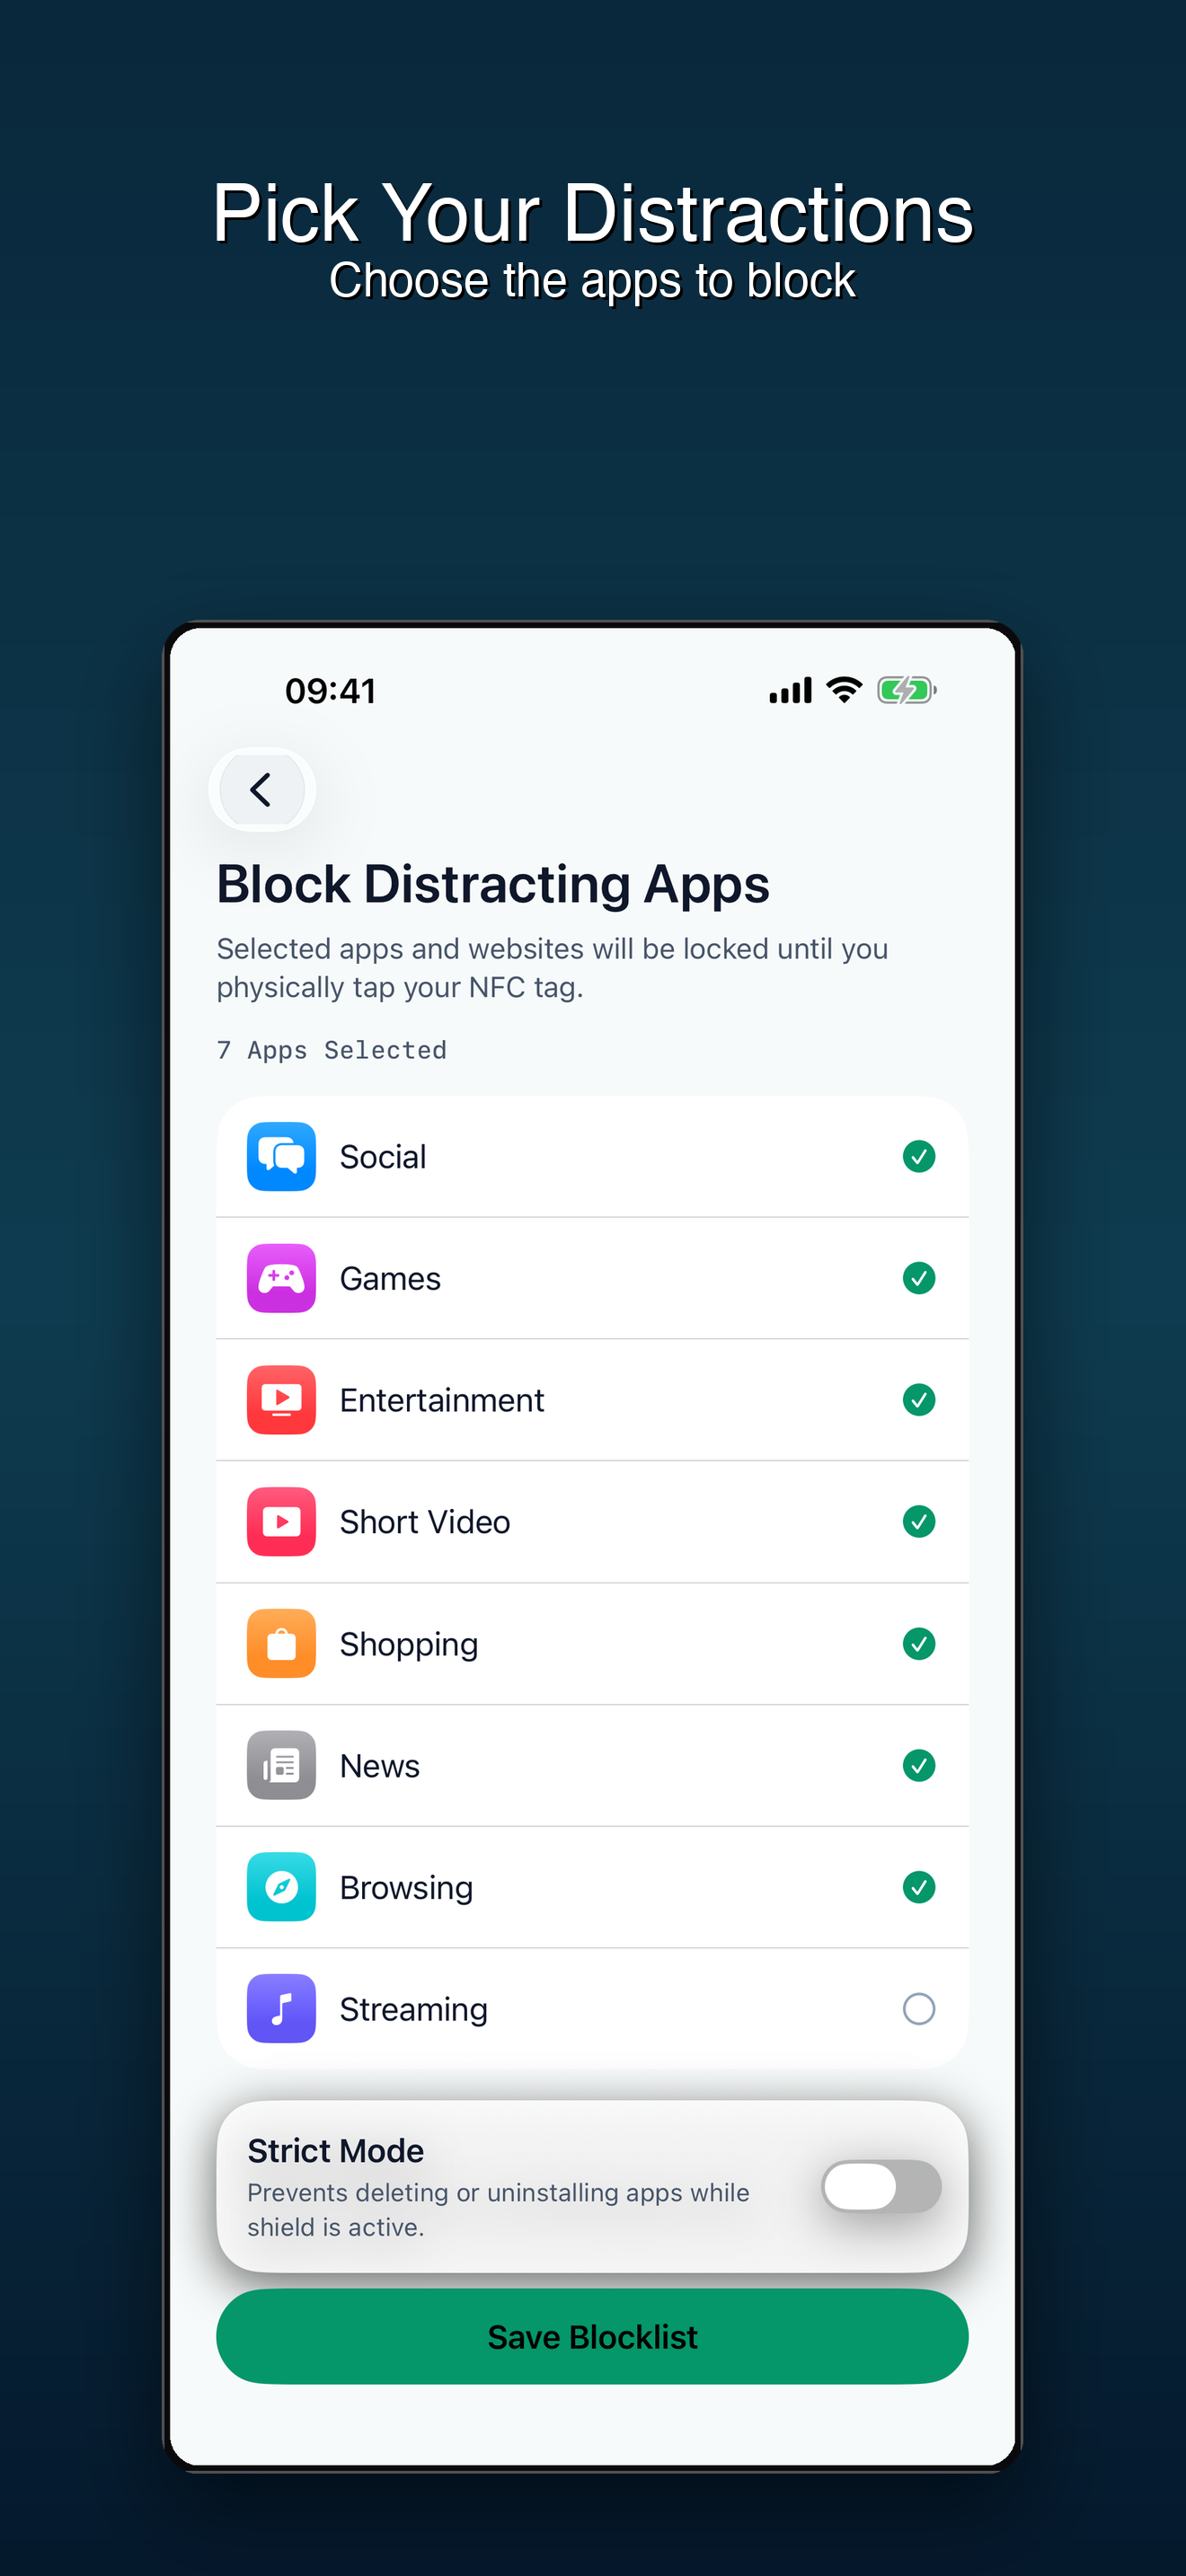 Pick Your Distractions
Choose the apps to block
09:41
Block Distracting Apps
Selected apps and websites will be locked until you
physically tap your NFC tag.
7 Apps Selected
Social
Games
Entertainment
Short Video
Shopping
News
Browsing
Streaming
Strict Mode
Prevents deleting or uninstalling apps while
shield is active.
Save Blocklist